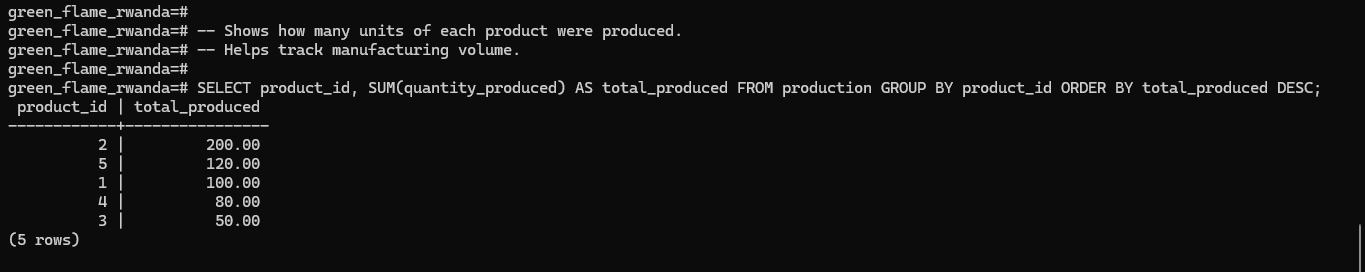 green_flame_rwanda=#
green_flame_rwanda=# -- Shows how many units of each product were produced.
green_flame_rwanda=# -- Helps track manufacturing volume.
green_flame_rwanda=#
green_flame_rwanda=# SELECT product_id, SUM(quantity_produced) AS total_produced FROM production GROUP BY product_id ORDER BY total_produced DESC;
 product_id | total_produced
------------+----------------
          2 |         200.00
          5 |         120.00
          1 |         100.00
          4 |          80.00
          3 |          50.00
(5 rows)